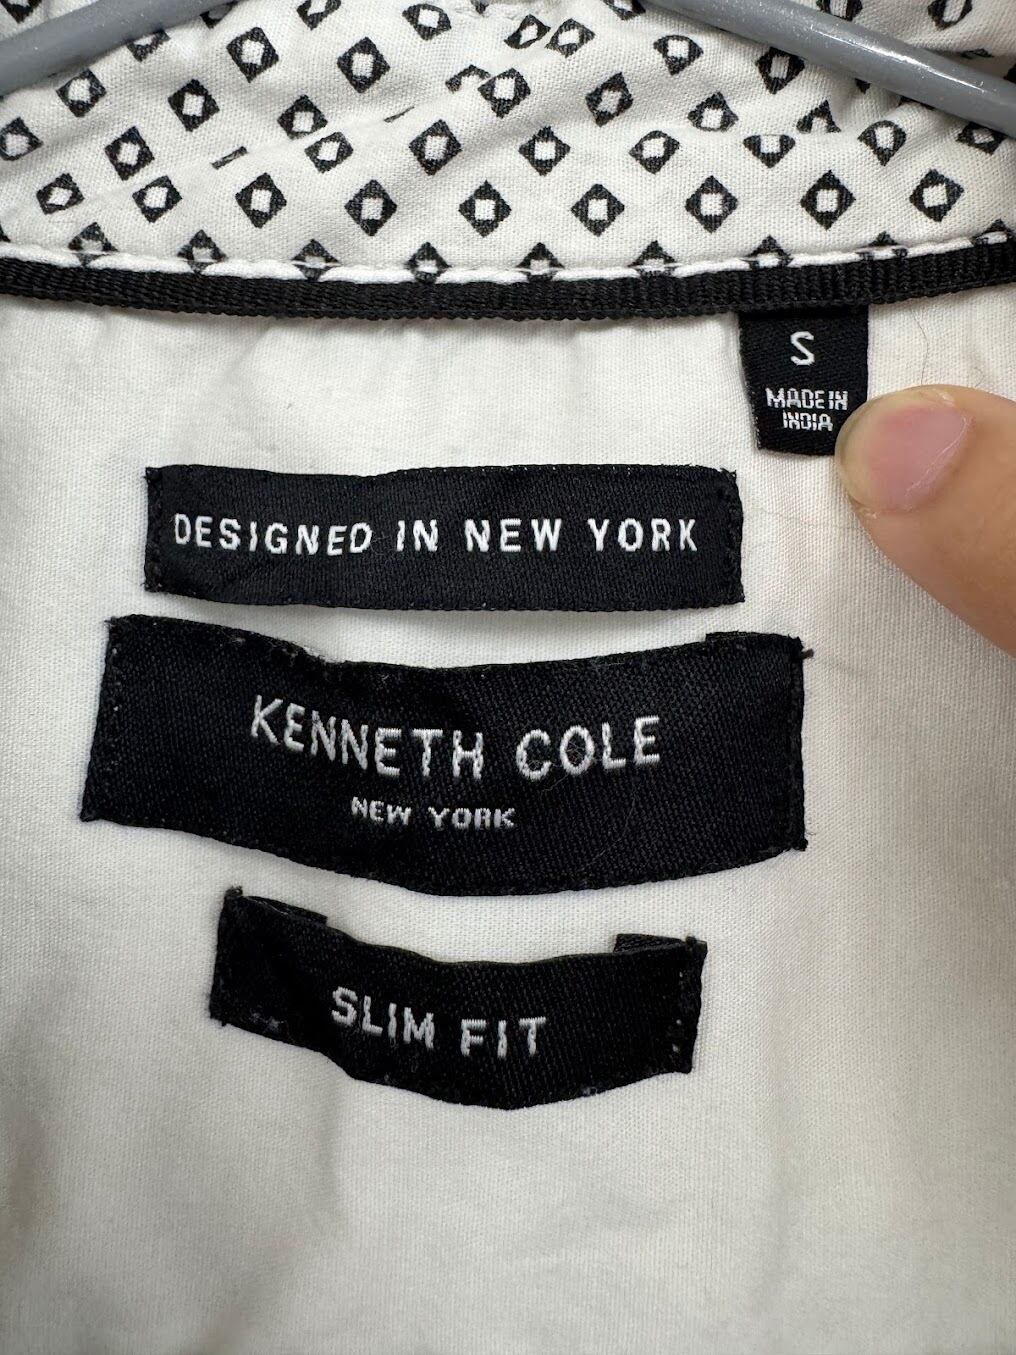 S
MADE IN
INDIA
DESIGNED IN NEW YORK
KENNETH COLE
NEW YORK
SLIM FIT